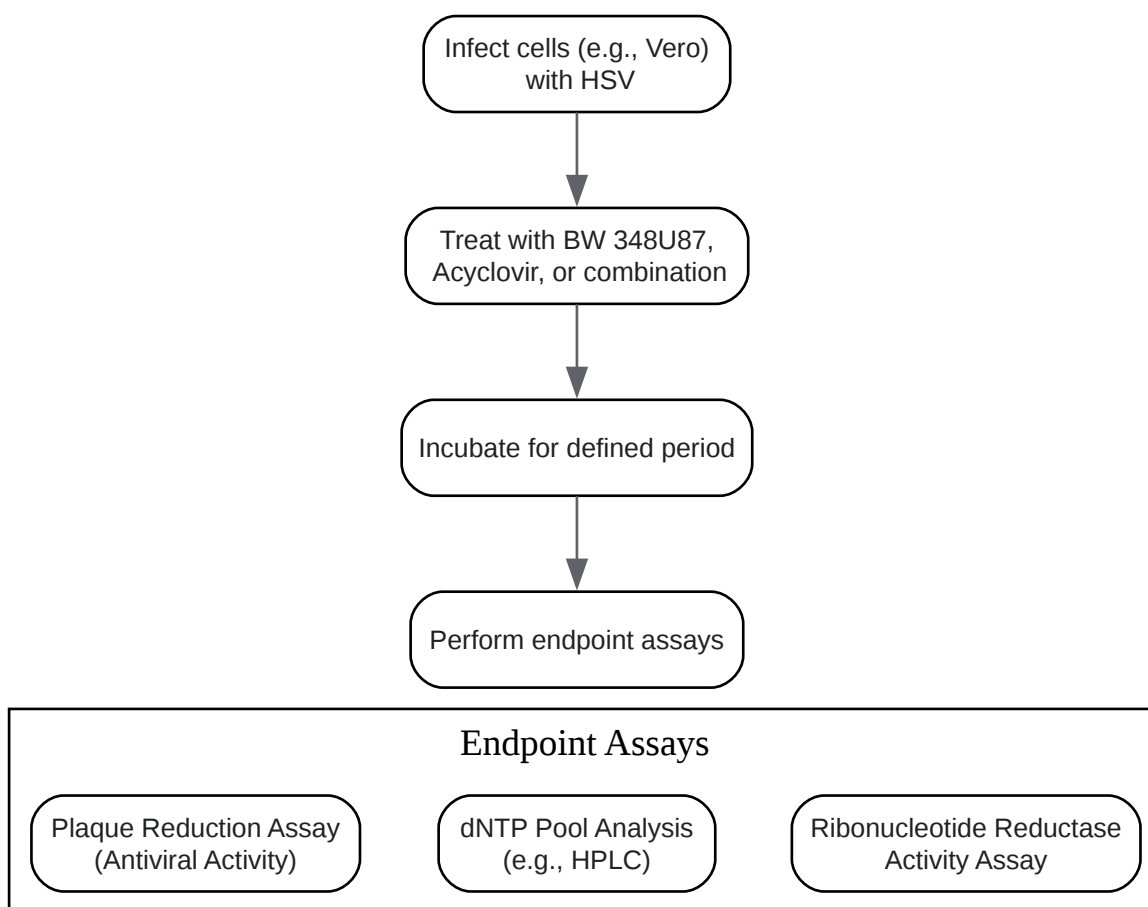 Infect cells (e.g., Vero)
with HSV
Treat with BW 348U87,
Acyclovir, or combination
Incubate for defined period
Perform endpoint assays
Endpoint Assays
Plaque Reduction Assay
(Antiviral Activity)
dNTP Pool Analysis
(e.g., HPLC)
Ribonucleotide Reductase
Activity Assay